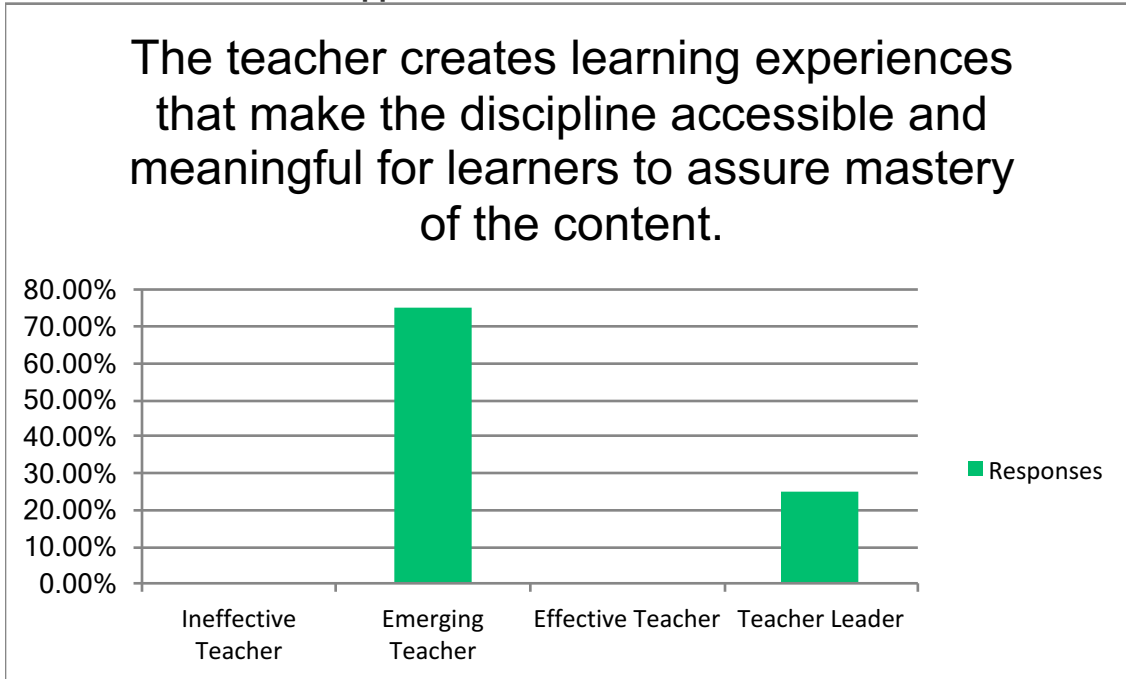 The teacher creates learning experiences
that make the discipline accessible and
meaningful for learners to assure mastery
of the content.
80.00%
70.00%
60.00%
50.00%
40.00%
30.00%
20.00%
10.00%
0.00%
Ineffective
Teacher
Emerging
Teacher
Effective Teacher
Teacher Leader
Responses